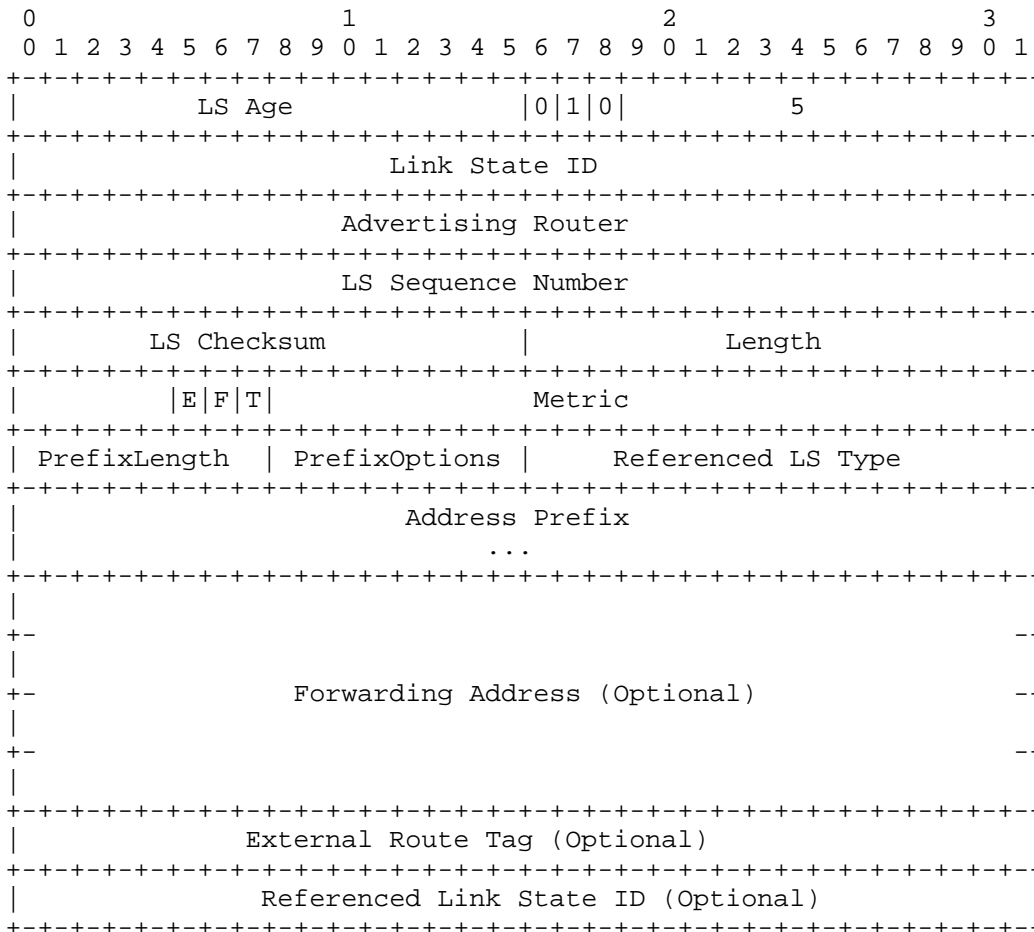 0                   1                   2                   3
0 1 2 3 4 5 6 7 8 9 0 1 2 3 4 5 6 7 8 9 0 1 2 3 4 5 6 7 8 9 0 1
+-+-+-+-+-+-+-+-+-+-+-+-+-+-+-+-+-+-+-+-+-+-+-+-+-+-+-+-+-+-+-+--
|           LS Age              |0|1|0|          5
+-+-+-+-+-+-+-+-+-+-+-+-+-+-+-+-+-+-+-+-+-+-+-+-+-+-+-+-+-+-+-+--
|                       Link State ID
+-+-+-+-+-+-+-+-+-+-+-+-+-+-+-+-+-+-+-+-+-+-+-+-+-+-+-+-+-+-+-+--
|                    Advertising Router
+-+-+-+-+-+-+-+-+-+-+-+-+-+-+-+-+-+-+-+-+-+-+-+-+-+-+-+-+-+-+-+--
|                    LS Sequence Number
+-+-+-+-+-+-+-+-+-+-+-+-+-+-+-+-+-+-+-+-+-+-+-+-+-+-+-+-+-+-+-+--
|        LS Checksum            |            Length
+-+-+-+-+-+-+-+-+-+-+-+-+-+-+-+-+-+-+-+-+-+-+-+-+-+-+-+-+-+-+-+--
|         |E|F|T|                Metric
+-+-+-+-+-+-+-+-+-+-+-+-+-+-+-+-+-+-+-+-+-+-+-+-+-+-+-+-+-+-+-+--
| PrefixLength  | PrefixOptions |     Referenced LS Type
+-+-+-+-+-+-+-+-+-+-+-+-+-+-+-+-+-+-+-+-+-+-+-+-+-+-+-+-+-+-+-+--
|                        Address Prefix
|                             ...
+-+-+-+-+-+-+-+-+-+-+-+-+-+-+-+-+-+-+-+-+-+-+-+-+-+-+-+-+-+-+-+--
|
+-                                                             --
|
+-                Forwarding Address (Optional)                --
|
+-                                                             --
|
+-+-+-+-+-+-+-+-+-+-+-+-+-+-+-+-+-+-+-+-+-+-+-+-+-+-+-+-+-+-+-+--
|              External Route Tag (Optional)
+-+-+-+-+-+-+-+-+-+-+-+-+-+-+-+-+-+-+-+-+-+-+-+-+-+-+-+-+-+-+-+--
|               Referenced Link State ID (Optional)
+-+-+-+-+-+-+-+-+-+-+-+-+-+-+-+-+-+-+-+-+-+-+-+-+-+-+-+-+-+-+-+--